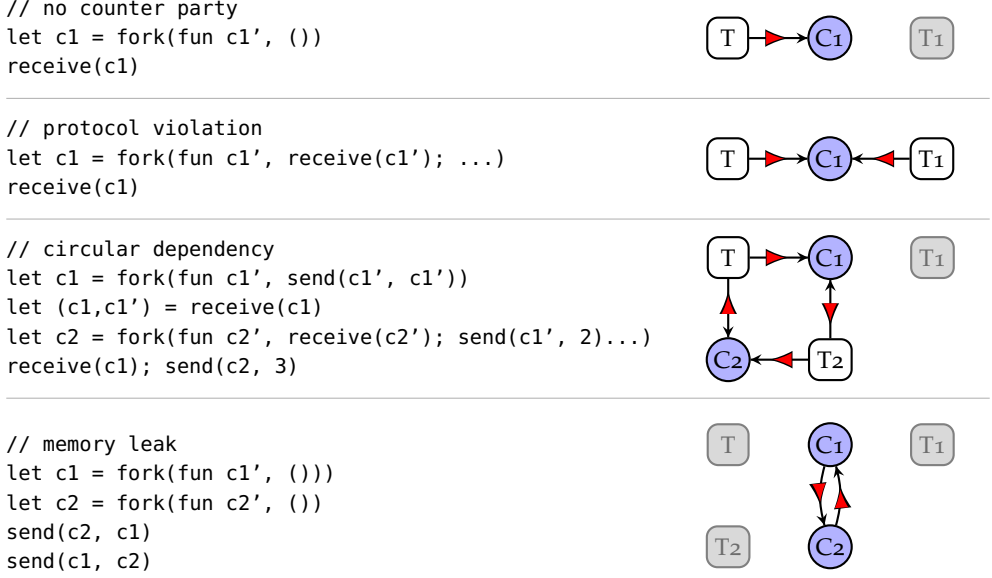 // no counter party
let c1 = fork(fun c1’, ())
receive(c1)
T C1 T1
// protocol violation
let c1 = fork(fun c1’, receive(c1’); ...)
receive(c1)
T C1 T1
// circular dependency
let c1 = fork(fun c1’, send(c1’, c1’))
let (c1,c1’) = receive(c1)
let c2 = fork(fun c2’, receive(c2’); send(c1’, 2)...)
receive(c1); send(c2, 3)
T C1 T1
C2 T2
// memory leak
let c1 = fork(fun c1’, ()))
let c2 = fork(fun c2’, ())
send(c2, c1)
send(c1, c2)
T C1 T1
T2 C2